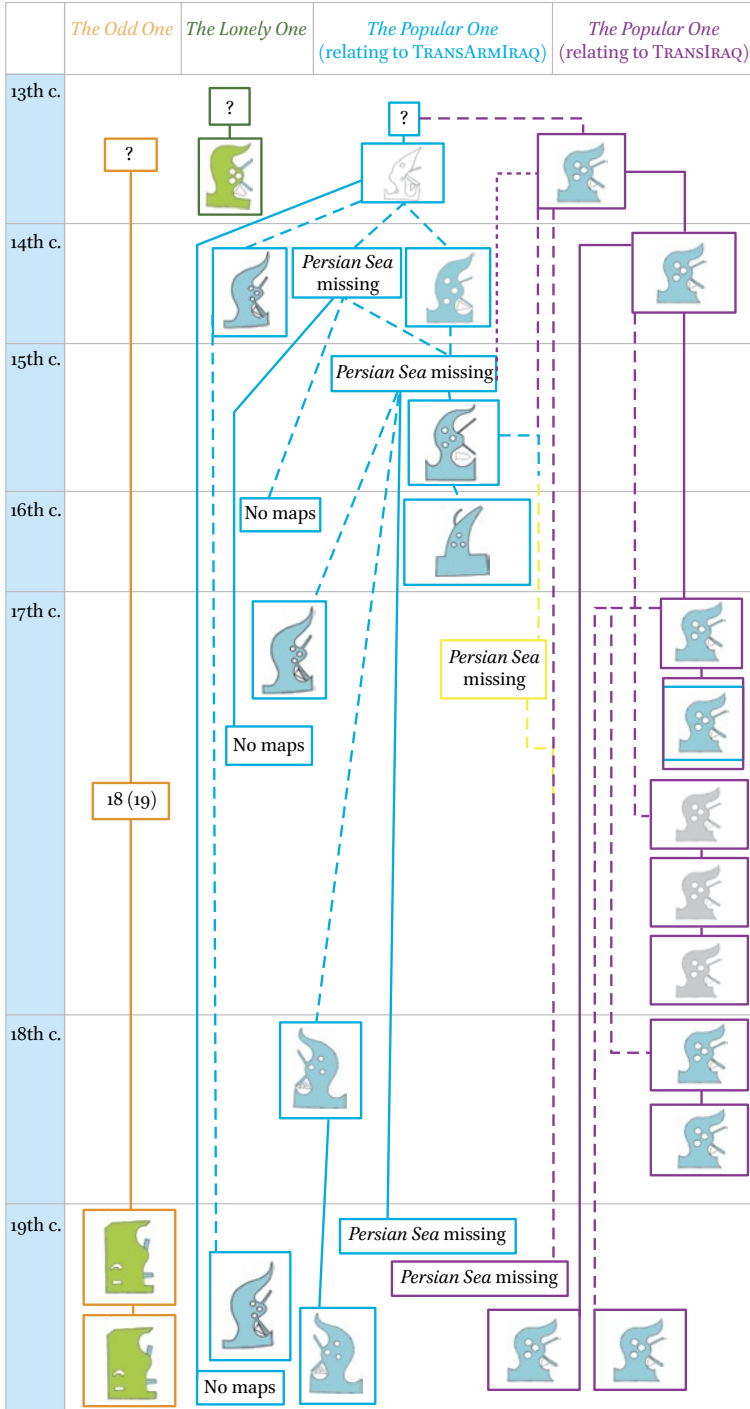 The Odd One
The Lonely One
The Popular One
(relating to TRANSARMIRAQ)
The Popular One
(relating to TRANSIRAQ)
13th c.
?
?
?
14th c.
Persian Sea
missing
15th c.
Persian Sea missing
16th c.
No maps
17th c.
Persian Sea
missing
No maps
18 (19)
18th c.
19th c.
Persian Sea missing
Persian Sea missing
No maps